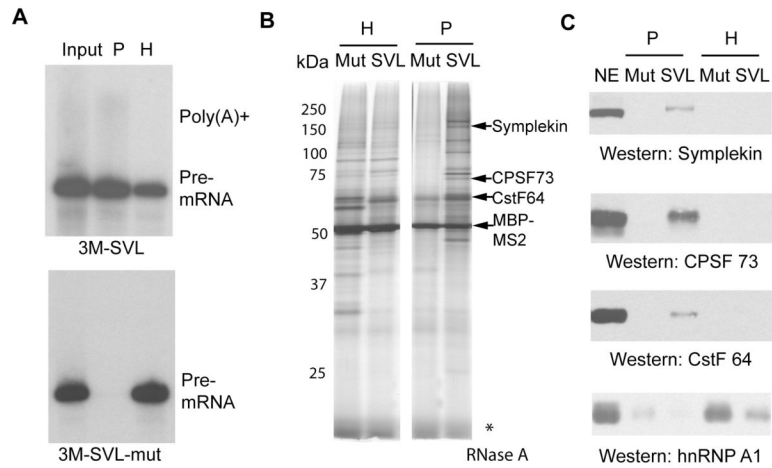 A
Input P H
Poly(A)+
Pre-
mRNA
3M-SVL
Pre-
mRNA
3M-SVL-mut
B
H P
kDa Mut SVL Mut SVL
250
150
100
75
50
37
25
Symplekin
CPSF73
CstF64
MBP-
MS2
*
RNase A
C
P H
NE Mut SVL Mut SVL
Western: Symplekin
Western: CPSF 73
Western: CstF 64
Western: hnRNP A1